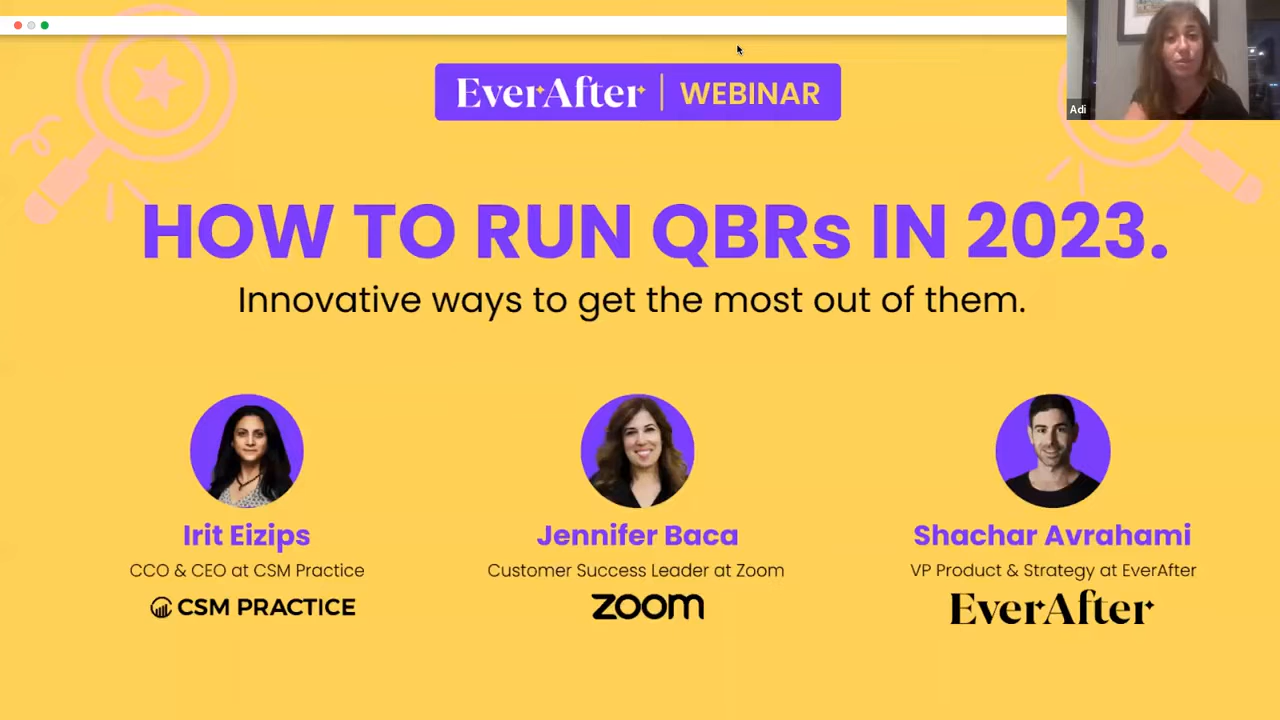 EverAfter | WEBINAR
Adi
HOW TO RUN QBRs IN 2023.
Innovative ways to get the most out of them.
Irit Eizips
CCO & CEO at CSM Practice
CSM PRACTICE
Jennifer Baca
Customer Success Leader at Zoom
zoom
Shachar Avrahami
VP Product & Strategy at EverAfter
EverAfter